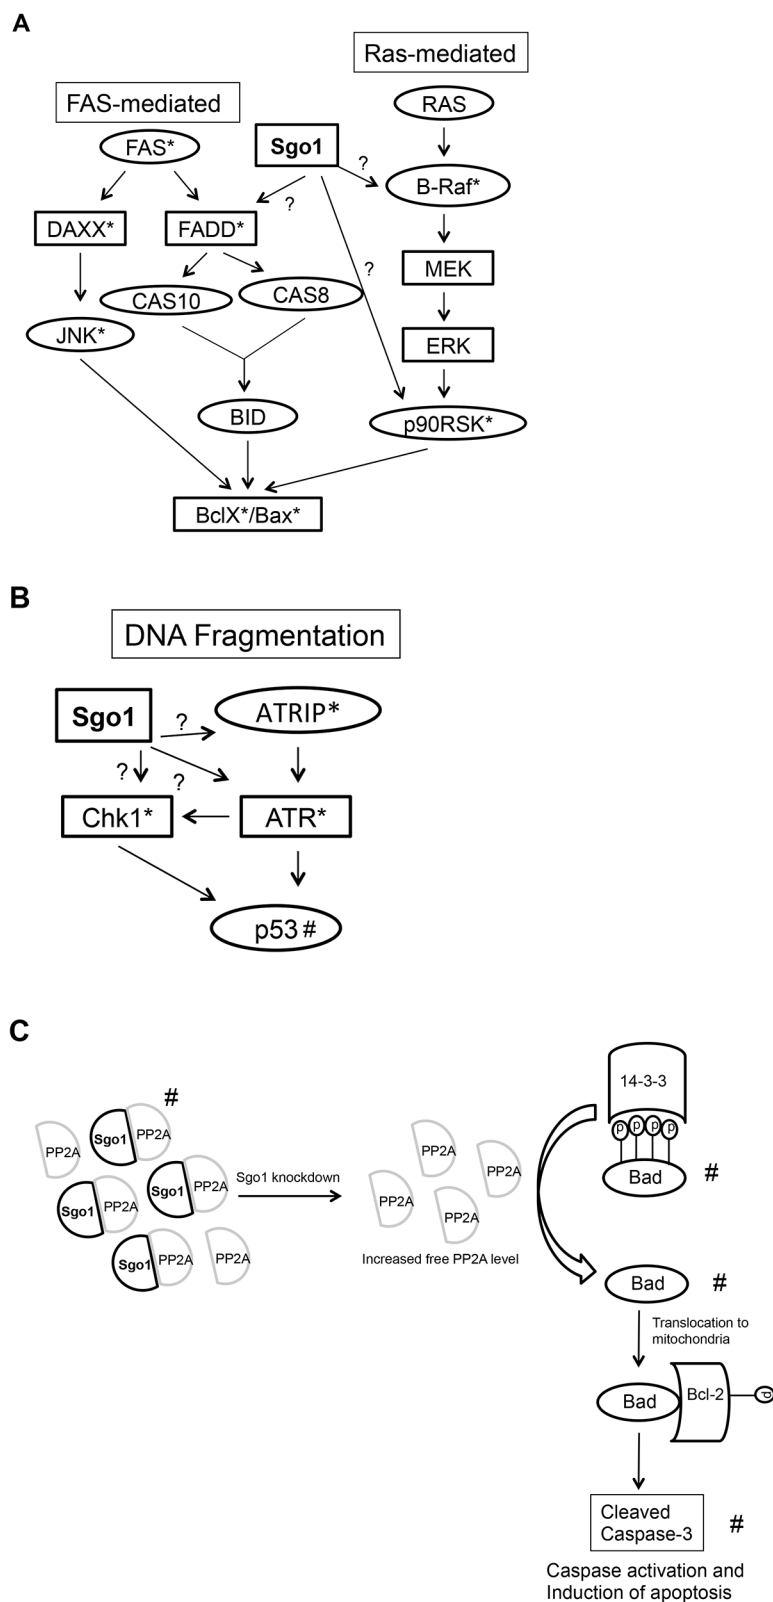 A
Ras-mediated
FAS-mediated
RAS
FAS*
Sgo1
?
B-Raf*
?
DAXX*
FADD*
?
MEK
CAS10
CAS8
JNK*
ERK
BID
p90RSK*
BclX*/Bax*
B
DNA Fragmentation
Sgo1
?
ATRIP*
?
?
Chk1*
ATR*
p53 #
C
#
14-3-3
Sgo1
PP2A
PP2A
p
p
p
p
Sgo1
PP2A
Sgo1 knockdown
PP2A
PP2A
Bad
#
Sgo1
PP2A
PP2A
PP2A
Sgo1
PP2A
PP2A
Increased free PP2A level
Bad
#
Translocation to
mitochondria
Bad
Bcl-2
p
Cleaved
Caspase-3
#
Caspase activation and
Induction of apoptosis